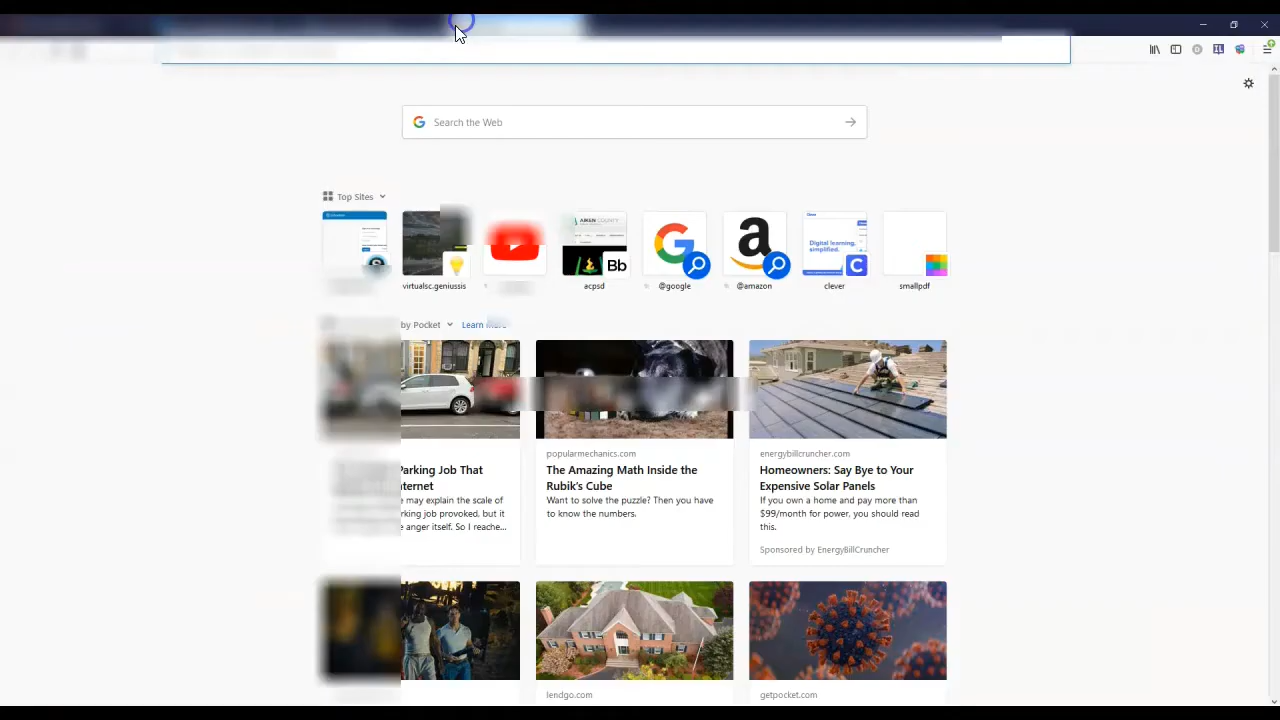 Search the Web
Top Sites
Bb
virtualsc.geniussis
acpsd
@google
@amazon
clever
smallpdf
by Pocket
Learn
Digital learning, simplified.
AIKEN COUNTY
Parking Job That
may explain the scale of
job provoked, but it
anger itself. So I reache...
popularmechanics.com
The Amazing Math Inside the
Rubik's Cube
Want to solve the puzzle? Then you have
to know the numbers.
energybillcruncher.com
Homeowners: Say Bye to Your
Expensive Solar Panels
If you own a home and pay more than
$99/month for power, you should read
this.
Sponsored by EnergyBillCruncher
lendgo.com
getpocket.com